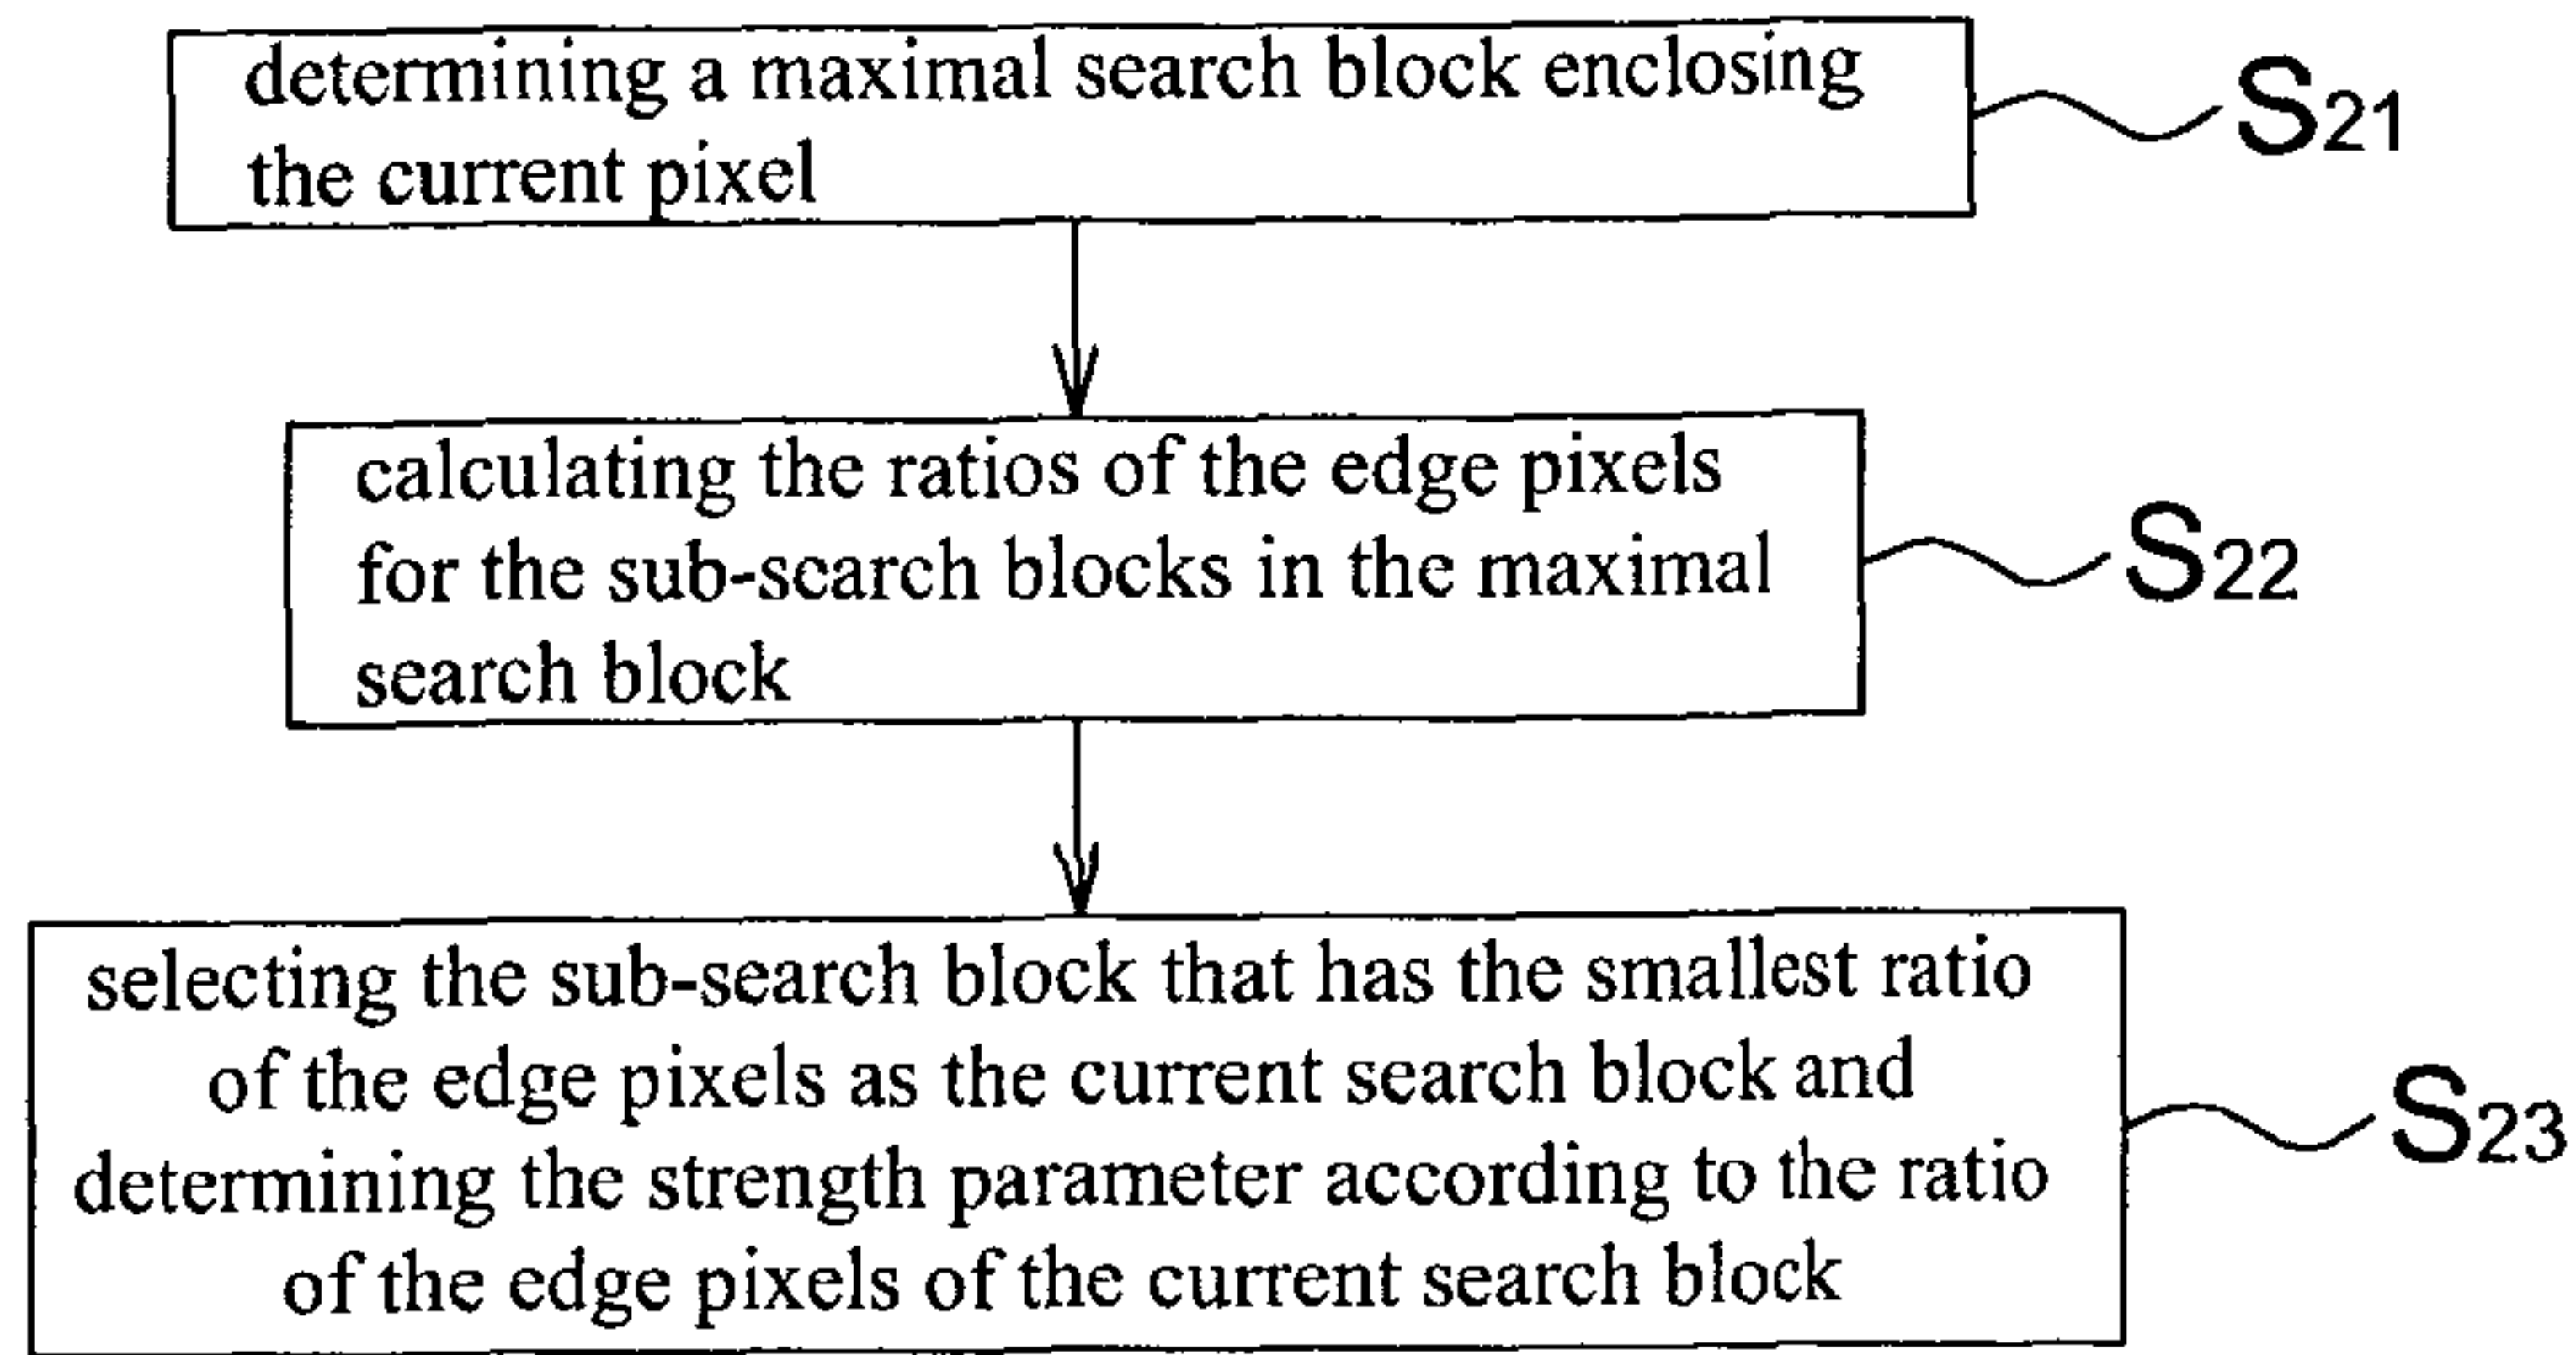 determining a maximal search block enclosing
the current pixel
S21
calculating the ratios of the edge pixels
for the sub-scarch blocks in the maximal
search block
S22
selecting the sub-search block that has the smallest ratio
of the edge pixels as the current search block and
determining the strength parameter according to the ratio
of the edge pixels of the current search block
S23